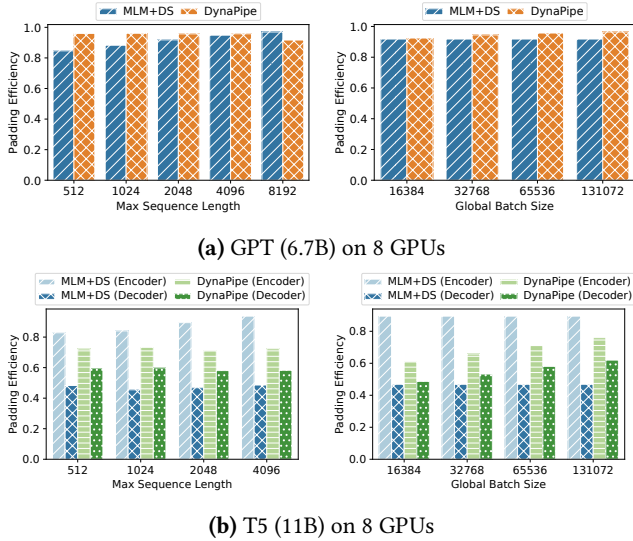 MLM+DS DynaPipe
MLM+DS DynaPipe
Padding Efficiency
1.0
0.8
0.6
0.4
0.2
0.0
512 1024 2048 4096 8192
Max Sequence Length
Padding Efficiency
1.0
0.8
0.6
0.4
0.2
0.0
16384 32768 65536 131072
Global Batch Size
(a) GPT (6.7B) on 8 GPUs
MLM+DS (Encoder) DynaPipe (Encoder)
MLM+DS (Decoder) DynaPipe (Decoder)
MLM+DS (Encoder) DynaPipe (Encoder)
MLM+DS (Decoder) DynaPipe (Decoder)
Padding Efficiency
0.8
0.6
0.4
0.2
0.0
512 1024 2048 4096
Max Sequence Length
Padding Efficiency
0.8
0.6
0.4
0.2
0.0
16384 32768 65536 131072
Global Batch Size
(b) T5 (11B) on 8 GPUs